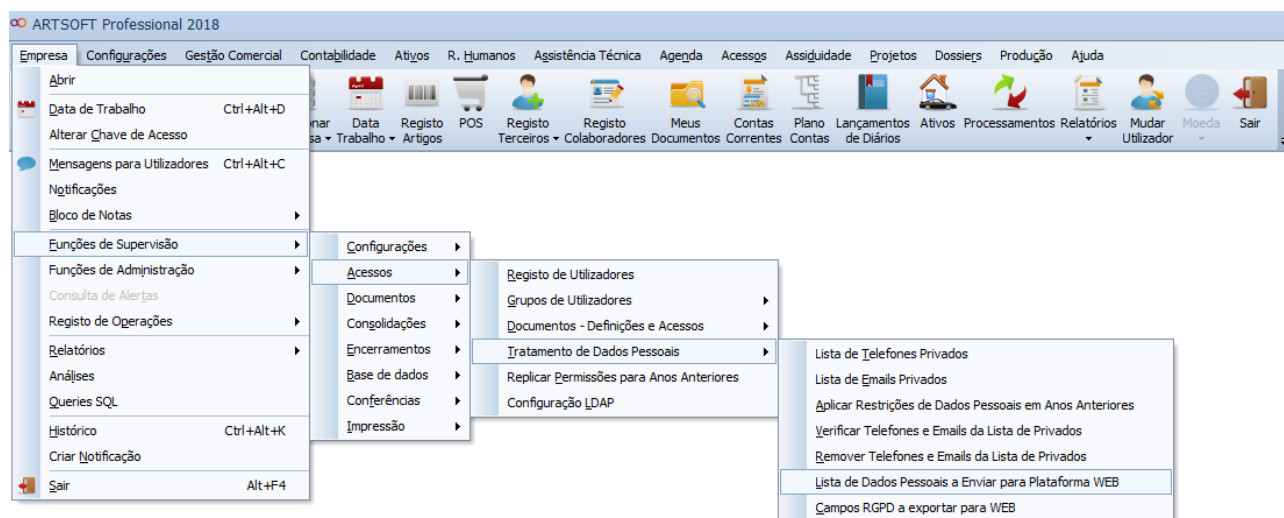 ARTSOFT Professional 2018
Empresa Configurações Gestão Comercial Contabilidade Ativos R. Humanos Assistência Técnica Agenda Acessos Assiduidade Projetos Dossiers Produção Ajuda
nar Data Registo POS Registo Registo Meus Contas Plano Lançamentos Ativos Processamentos Relatórios Mudar Moeda Sair
sa Trabalho Artigos Terceiros Colaboradores Documentos Correntes Contas de Diários Utilizador
Abrir
Data de Trabalho Ctrl+Alt+D
Alterar Chave de Acesso
Mensagens para Utilizadores Ctrl+Alt+C
Notificações
Bloco de Notas
Funções de Supervisão
Funções de Administração
Consulta de Alertas
Registo de Operações
Relatórios
Análises
Queries SQL
Histórico Ctrl+Alt+K
Criar Notificação
Sair Alt+F4
Configurações
Acessos
Documentos
Consolidações
Encerramentos
Base de dados
Conferências
Impressão
Registo de Utilizadores
Grupos de Utilizadores
Documentos - Definições e Acessos
Tratamento de Dados Pessoais
Replicar Permissões para Anos Anteriores
Configuração LDAP
Lista de Telefones Privados
Lista de Emails Privados
Aplicar Restrições de Dados Pessoais em Anos Anteriores
Verificar Telefones e Emails da Lista de Privados
Remover Telefones e Emails da Lista de Privados
Lista de Dados Pessoais a Enviar para Plataforma WEB
Campos RGPD a exportar para WEB